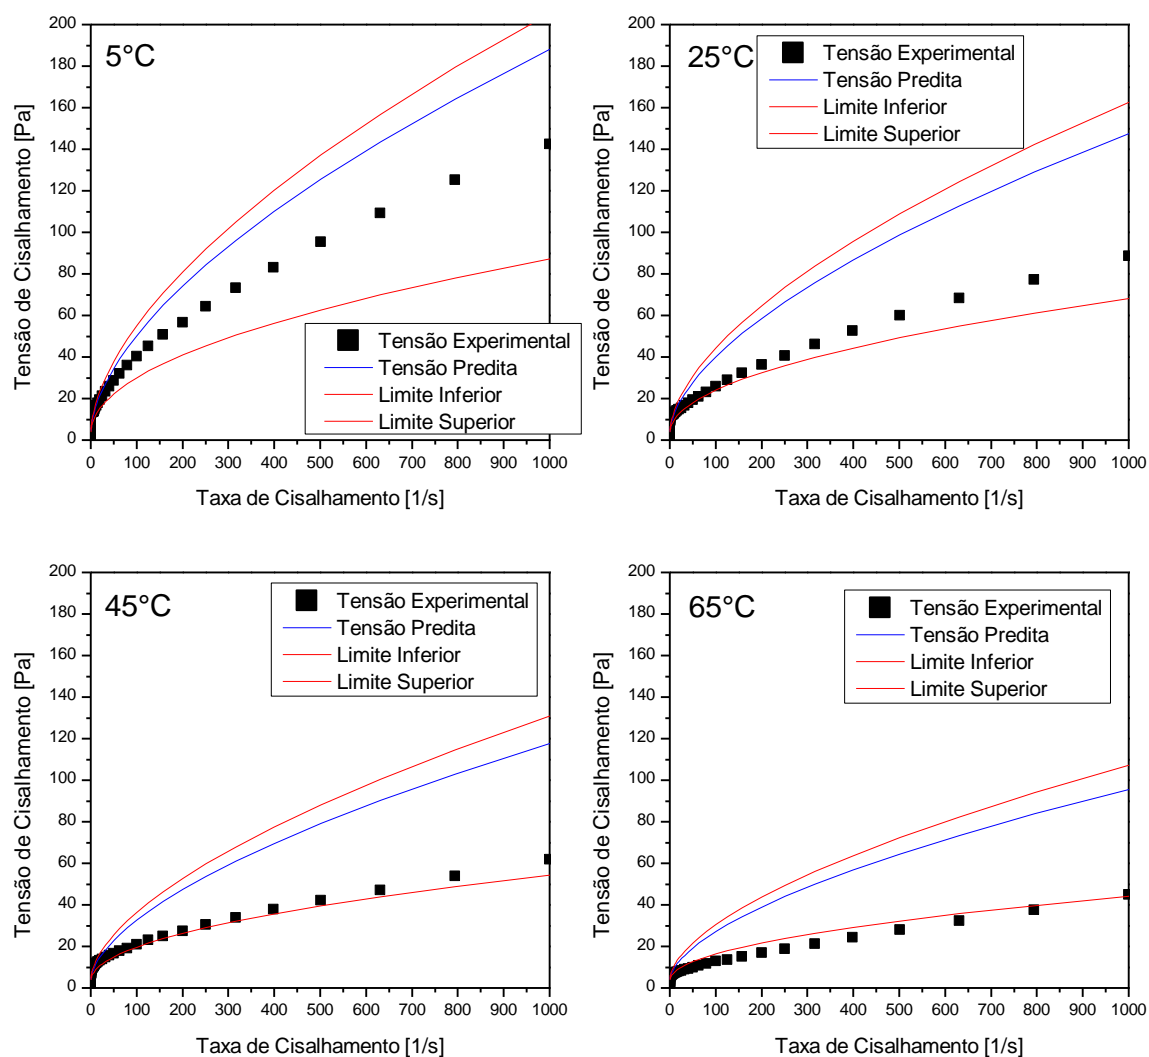 5°C
Tensão Experimental
Tensão Predita
Limite Inferior
Limite Superior
Tensão de Cisalhamento [Pa]
200
180
160
140
120
100
80
60
40
20
0
0 100 200 300 400 500 600 700 800 900 1000
Taxa de Cisalhamento [1/s]
25°C
Tensão Experimental
Tensão Predita
Limite Inferior
Limite Superior
Tensão de Cisalhamento [Pa]
200
180
160
140
120
100
80
60
40
20
0
0 100 200 300 400 500 600 700 800 900 1000
Taxa de Cisalhamento [1/s]
45°C
Tensão Experimental
Tensão Predita
Limite Inferior
Limite Superior
Tensão de Cisalhamento [Pa]
200
180
160
140
120
100
80
60
40
20
0
0 100 200 300 400 500 600 700 800 900 1000
Taxa de Cisalhamento [1/s]
65°C
Tensão Experimental
Tensão Predita
Limite Inferior
Limite Superior
Tensão de Cisalhamento [Pa]
200
180
160
140
120
100
80
60
40
20
0
0 100 200 300 400 500 600 700 800 900 1000
Taxa de Cisalhamento [1/s]